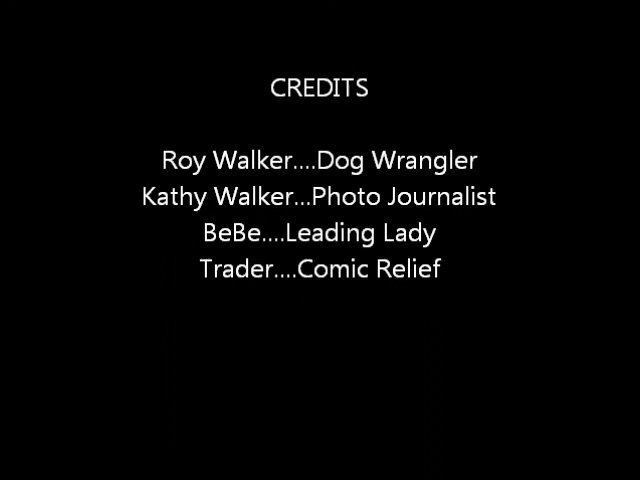 CREDITS
Roy Walker....Dog Wrangler
Kathy Walker...Photo Journalist
BeBe....Leading Lady
Trader....Comic Relief